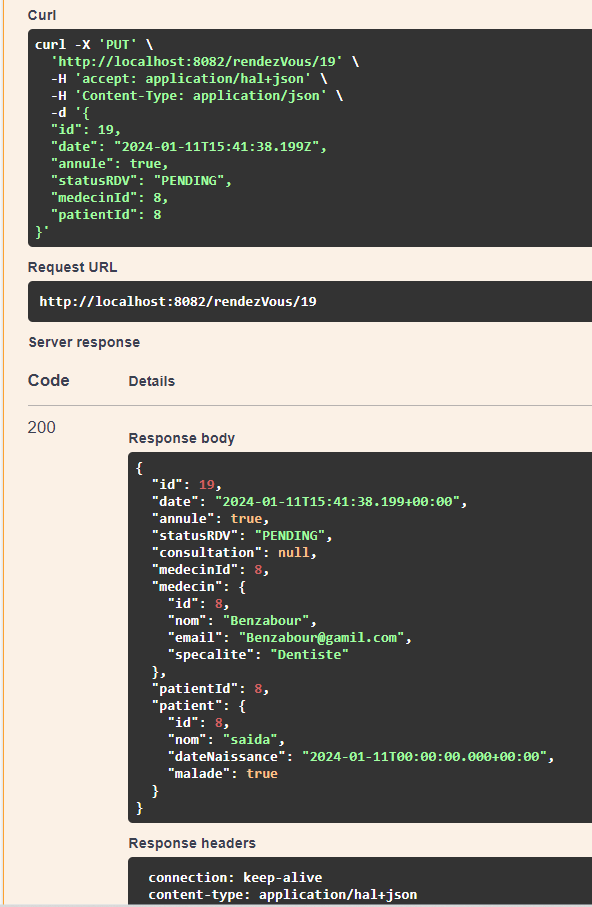 Curl
curl -X 'PUT' \
'http://localhost:8082/rendezVous/19' \
-H 'accept: application/hal+json' \
-H 'Content-Type: application/json' \
-d '{
"id": 19,
"date": "2024-01-11T15:41:38.199Z",
"annule": true,
"statusRDV": "PENDING",
"medecinId": 8,
"patientId": 8
}'
Request URL
http://localhost:8082/rendezVous/19
Server response
Code Details
200
Response body
{
"id": 19,
"date": "2024-01-11T15:41:38.199+00:00",
"annule": true,
"statusRDV": "PENDING",
"consultation": null,
"medecinId": 8,
"medecin": {
"id": 8,
"nom": "Benzabour",
"email": "Benzabour@gamil.com",
"specalite": "Dentiste"
},
"patientId": 8,
"patient": {
"id": 8,
"nom": "saida",
"dateNaissance": "2024-01-11T00:00:00.000+00:00",
"malade": true
}
}
Response headers
connection: keep-alive
content-type: application/hal+json